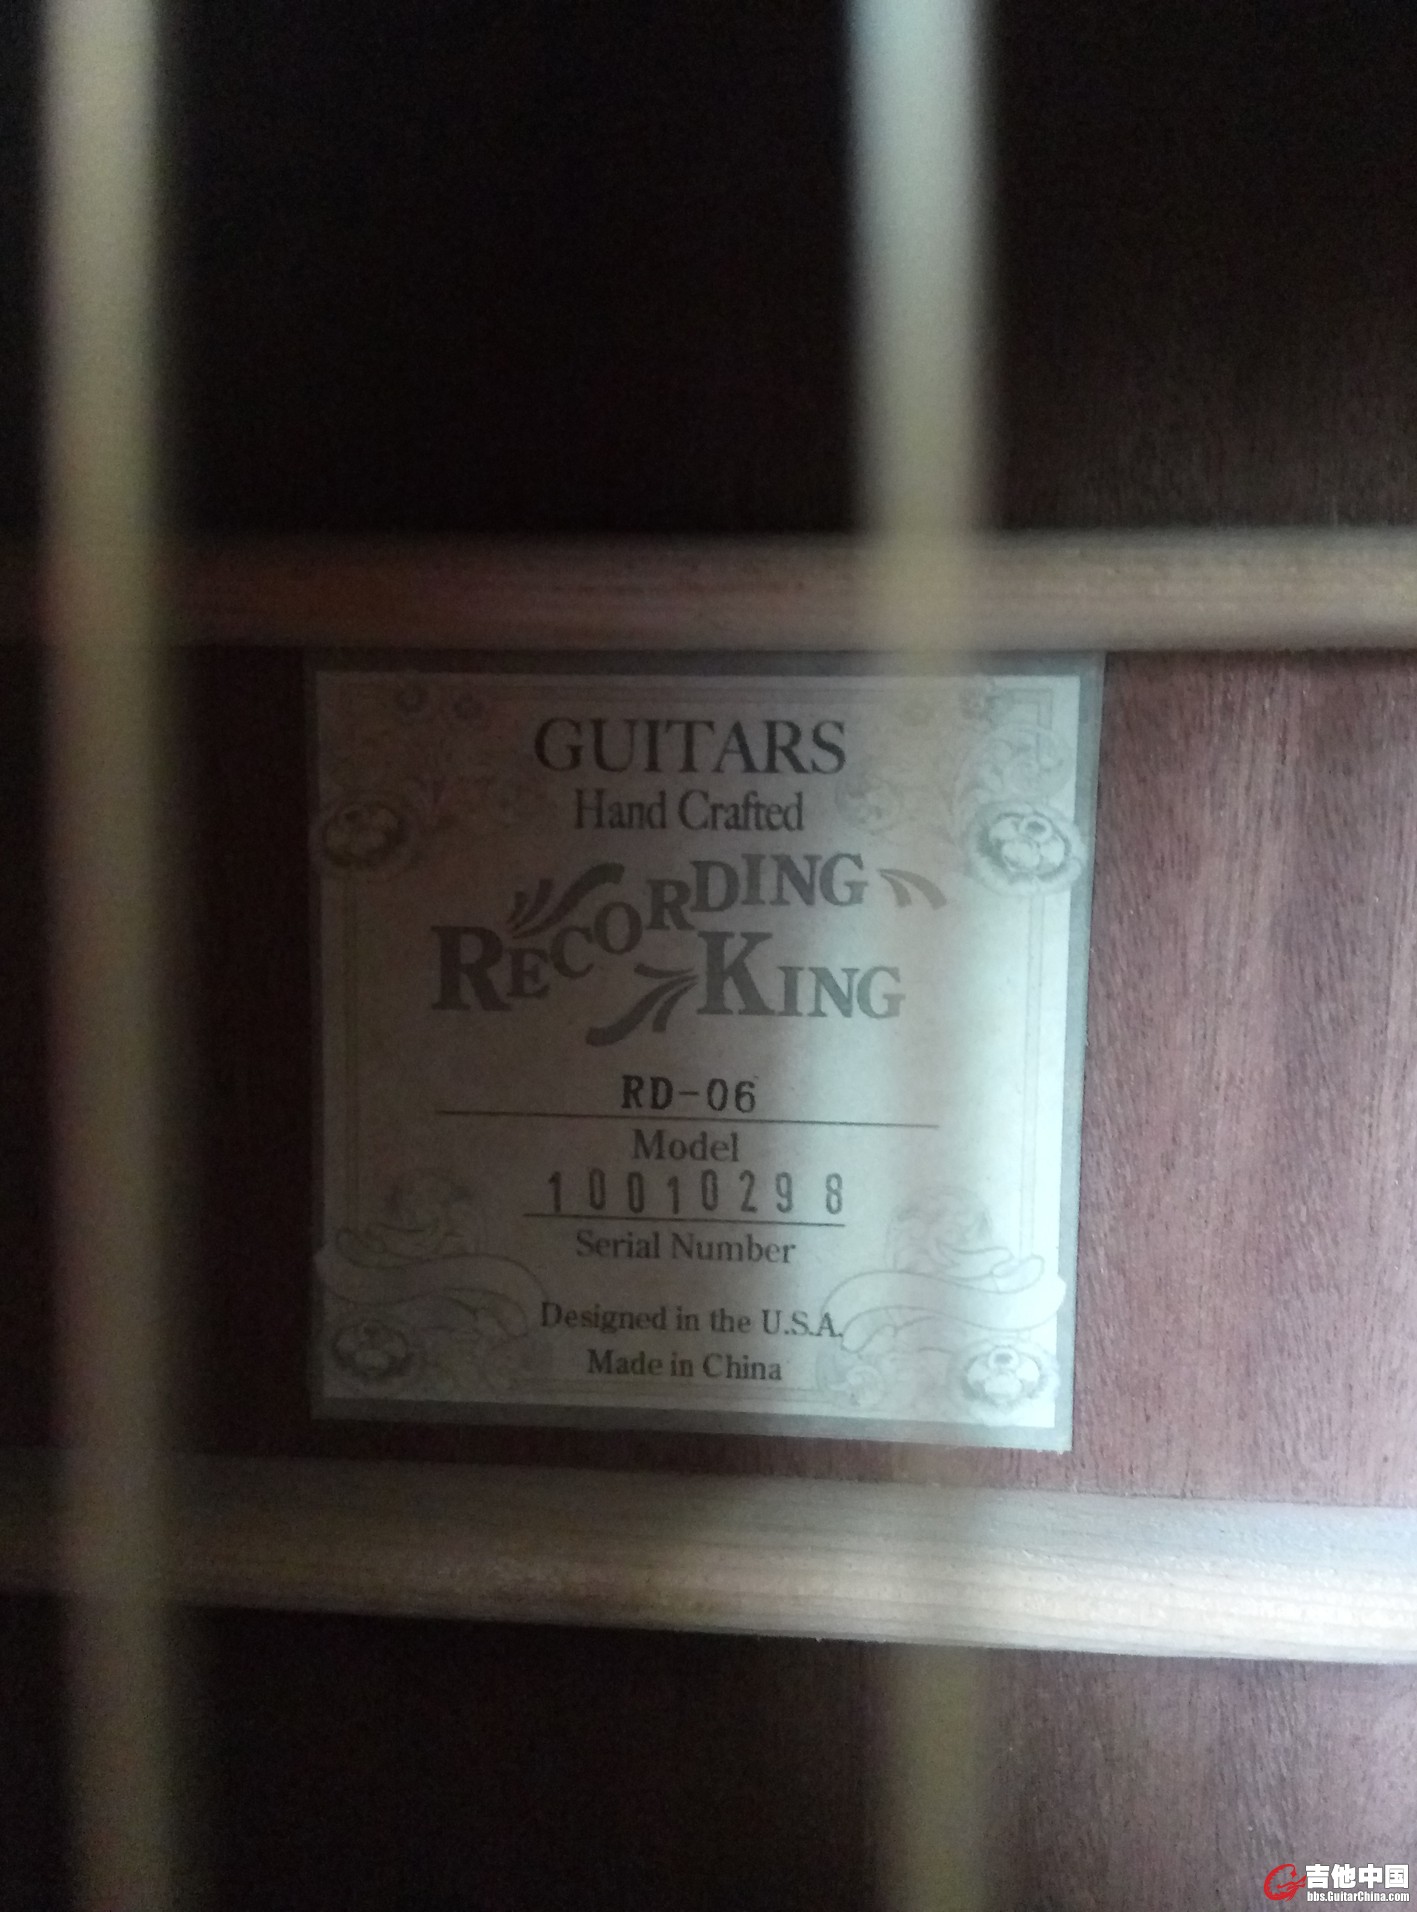 GUITARS
Hand Crafted
RECORDING
KING
RD-06
Model
10010298
Serial Number
Designed in the U.S.A.
Made in China
吉他中国
bbs.GuitarChina.com